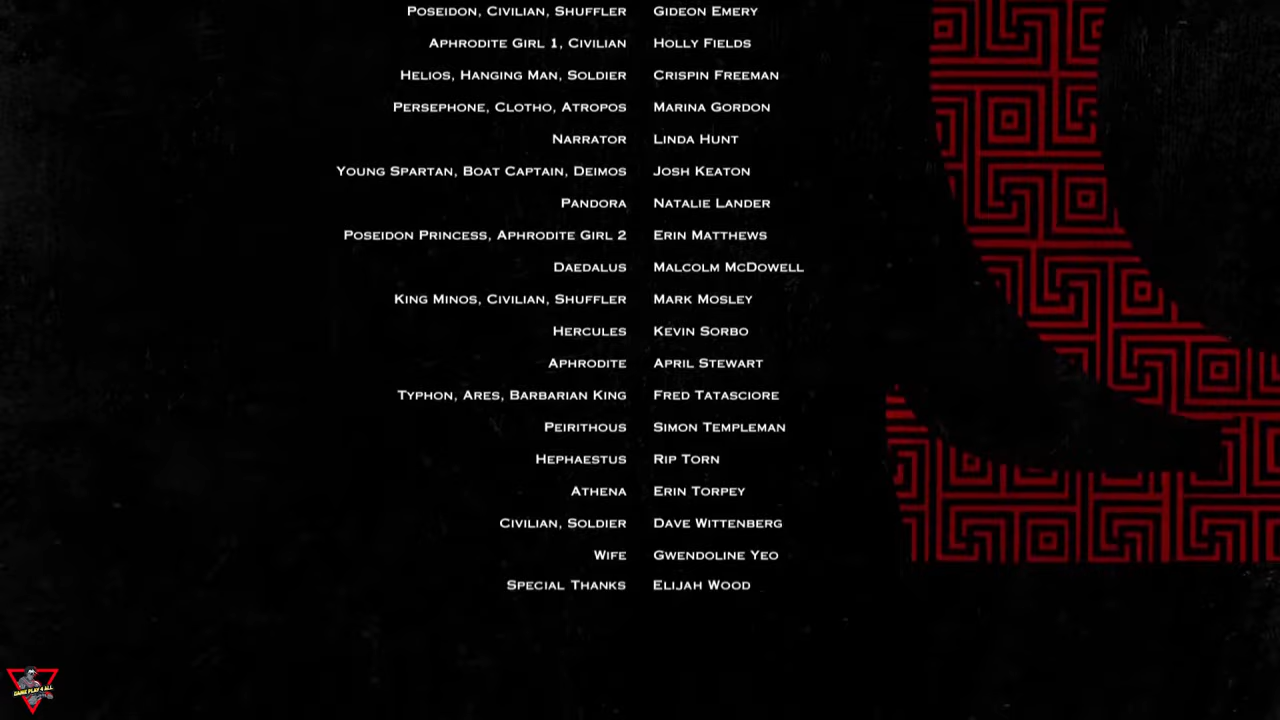 POSEIDON, CIVILIAN, SHUFFLER GIDEON EMERY
APHRODITE GIRL 1, CIVILIAN HOLLY FIELDS
HELIOS, HANGING MAN, SOLDIER CRISPIN FREEMAN
PERSEPHONE, CLOTHO, ATROPOS MARINA GORDON
NARRATOR LINDA HUNT
YOUNG SPARTAN, BOAT CAPTAIN, DEIMOS JOSH KEATON
PANDORA NATALIE LANDER
POSEIDON PRINCESS, APHRODITE GIRL 2 ERIN MATTHEWS
DAEDALUS MALCOLM MCDOWELL
KING MINOS, CIVILIAN, SHUFFLER MARK MOSLEY
HERCULES KEVIN SORBO
APHRODITE APRIL STEWART
TYPHON, ARES, BARBARIAN KING FRED TATASCIORE
PEIRITHOUS SIMON TEMPLEMAN
HEPHAESTUS RIP TORN
ATHENA ERIN TORPEY
CIVILIAN, SOLDIER DAVE WITTENBERG
WIFE GWENDOLINE YEO
SPECIAL THANKS ELIJAH WOOD
GAME PLAY 4 ALL